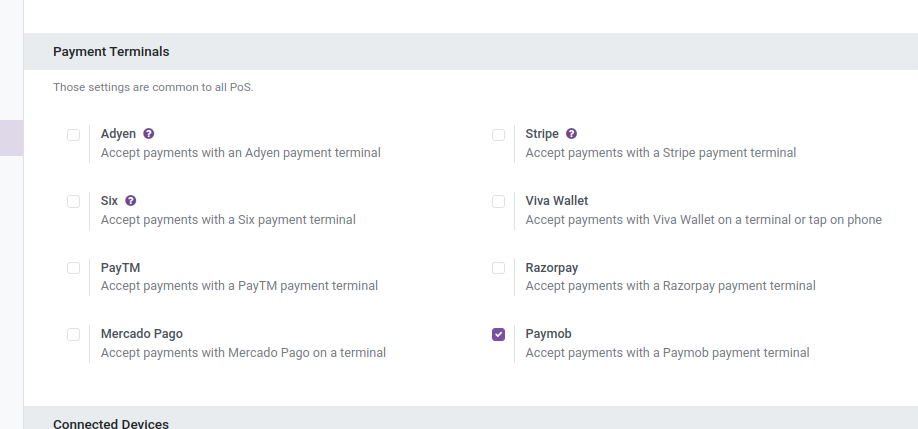 Payment Terminals
Those settings are common to all PoS.
Adyen ?
Accept payments with an Adyen payment terminal
Stripe ?
Accept payments with a Stripe payment terminal
Six ?
Accept payments with a Six payment terminal
Viva Wallet
Accept payments with Viva Wallet on a terminal or tap on phone
PayTM
Accept payments with a PayTM payment terminal
Razorpay
Accept payments with a Razorpay payment terminal
Mercado Pago
Accept payments with Mercado Pago on a terminal
Paymob
Accept payments with a Paymob payment terminal
Connected Devices